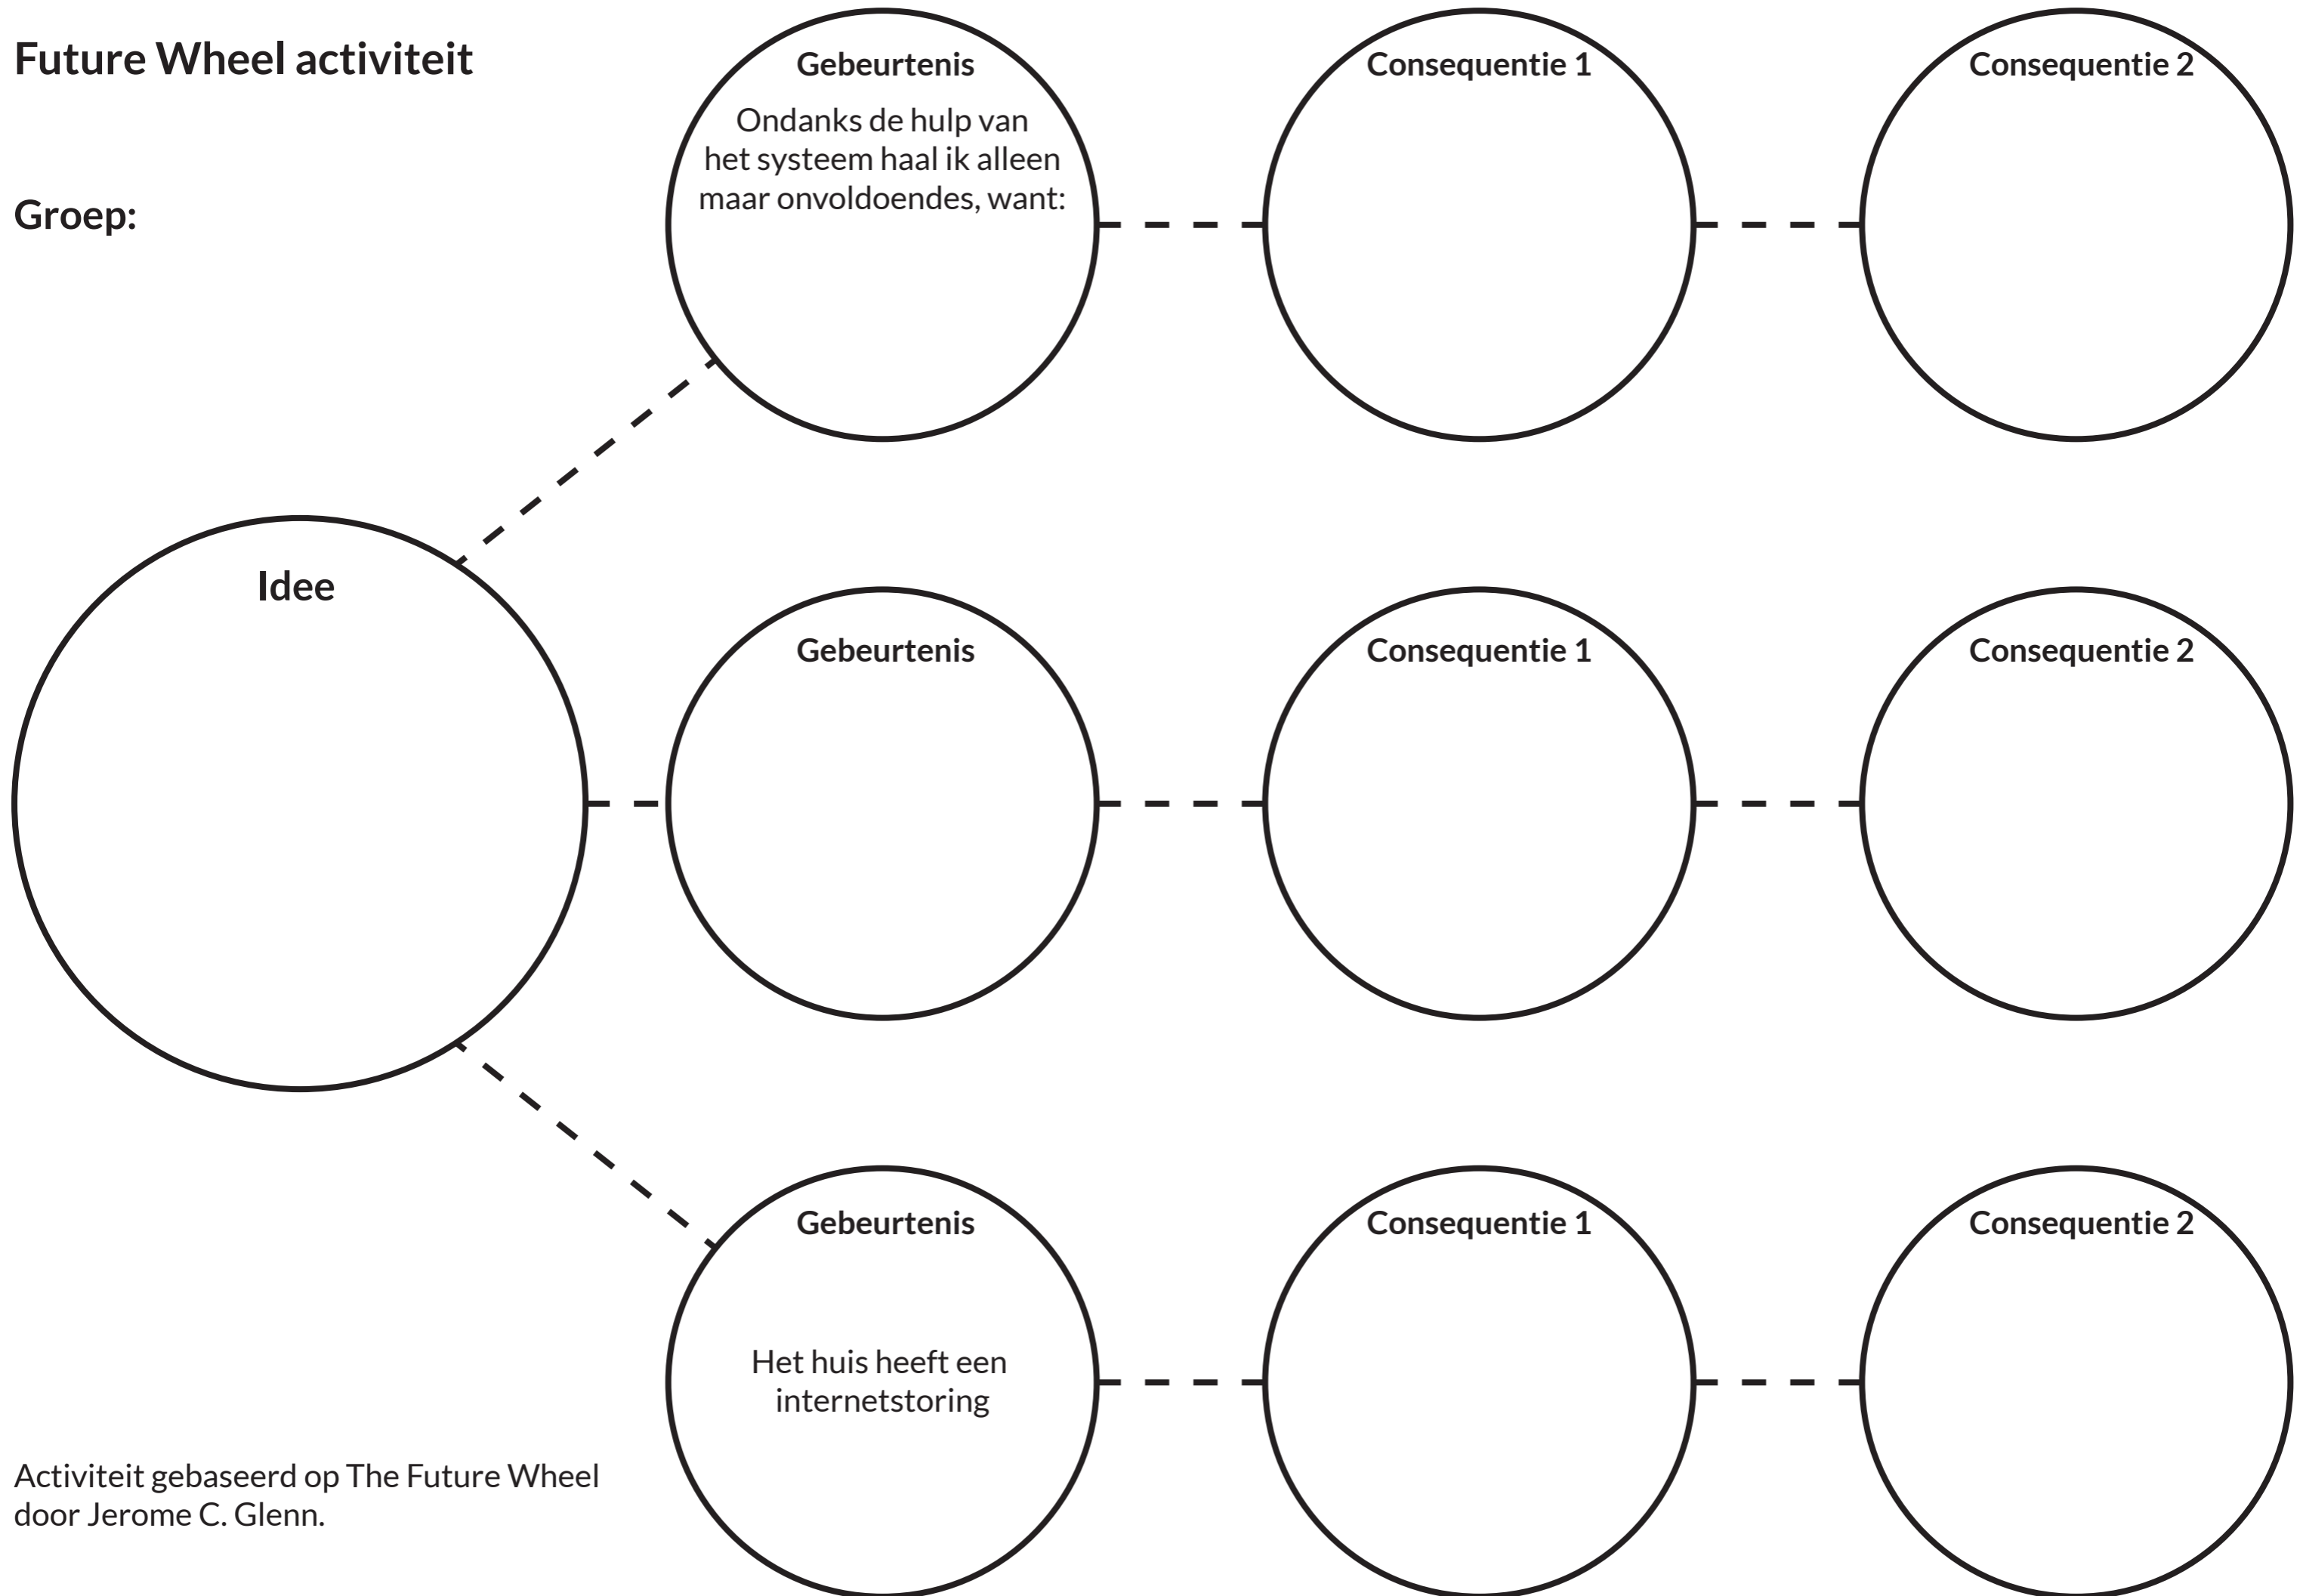 Future Wheel activiteit
Groep:
Gebeurtenis
Ondanks de hulp van
het systeem haal ik alleen
maar onvoldoendes, want:
Consequentie 1
Consequentie 2
Idee
Gebeurtenis
Consequentie 1
Consequentie 2
Gebeurtenis
Het huis heeft een
internetstoring
Consequentie 1
Consequentie 2
Activiteit gebaseerd op The Future Wheel
door Jerome C. Glenn.